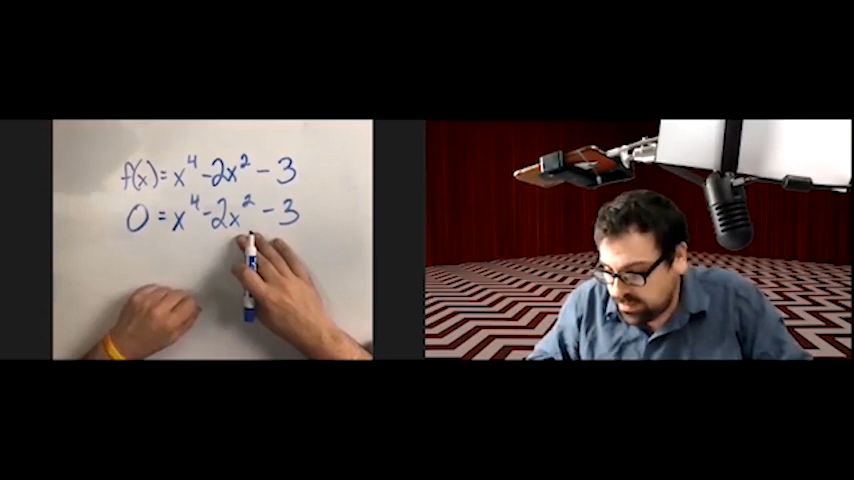 f(x) = x⁴ - 2x² - 3
0 = x⁴ - 2x² - 3